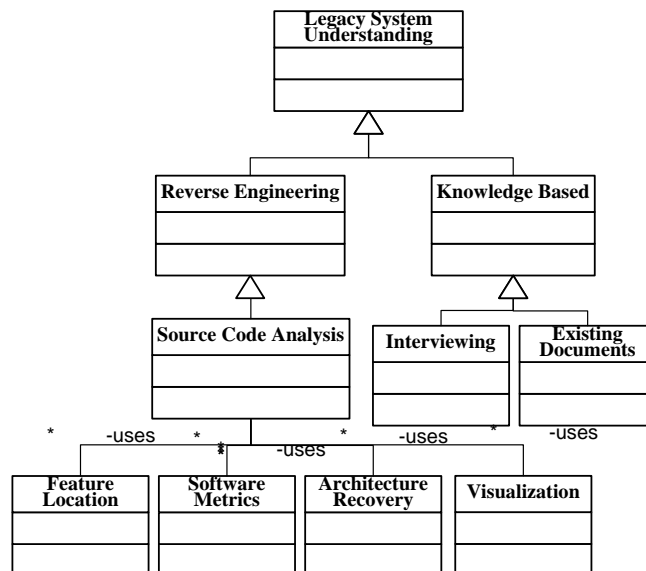 Legacy System
Understanding
Reverse Engineering
Knowledge Based
Source Code Analysis
Interviewing
Existing
Documents
* -uses * -uses * -uses * -uses
*
*
*
Feature
Location
Software
Metrics
Architecture
Recovery
Visualization